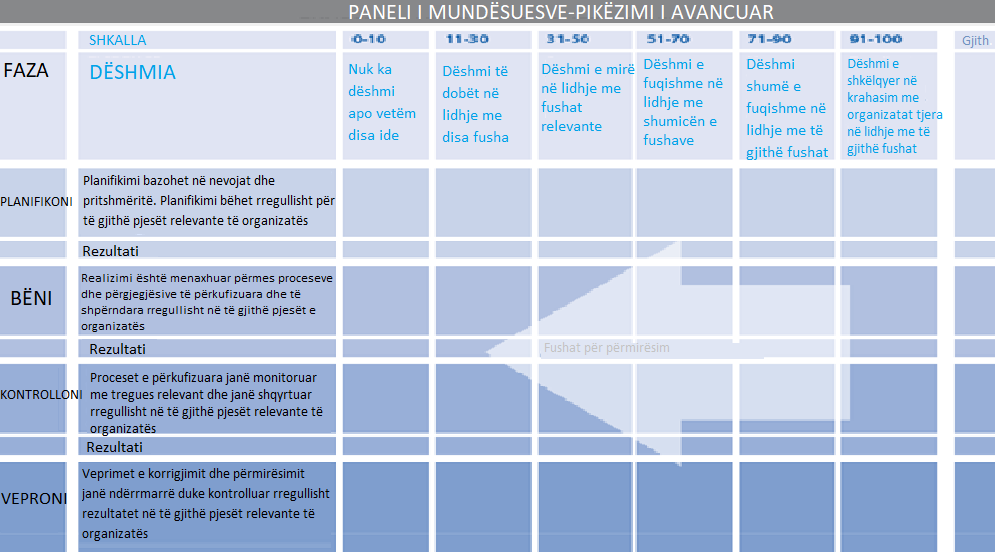 PANELI I MUNDËSUESVE-PIKËZIMI I AVANCUAR
SHKALLA
0-10
11-30
31-50
51-70
71-90
91-100
Gjith
FAZA
DËSHMIA
Nuk ka
dëshmi
apo vetëm
disa ide
Dëshmi të
dobët në
lidhje me
disa fusha
Dëshmi e mirë
në lidhje me
fushat
relevante
Dëshmi e
fuqishme në
lidhje me
shumicën e
fushave
Dëshmi
shumë e
fuqishme në
lidhje me të
gjithë fushat
Dëshmi e
shkëlqyer në
krahasim me
organizatat tjera
në lidhje me të
gjithë fushat
PLANIFIKONI
Planifikimi bazohet në nevojat dhe
pritshmëritë. Planifikimi bëhet rregullisht për
të gjithë pjesët relevante të organizatës
Rezultati
BËNI
Realizimi është menaxhuar përmes proceseve
dhe përgjegjësive të përkufizuara dhe të
shpërndara rregullisht në të gjithë pjesët e
organizatës
Rezultati
Fushat për përmirësim
KONTROLLONI
Proceset e përkufizuara janë monitoruar
me tregues relevant dhe janë shqyrtuar
rregullisht në të gjithë pjesët relevante të
organizatës
Rezultati
VEPRONI
Veprimet e korrigjimit dhe përmirësimit
janë ndërmarrë duke kontrolluar rregullisht
rezultatet në të gjithë pjesët relevante të
organizatës